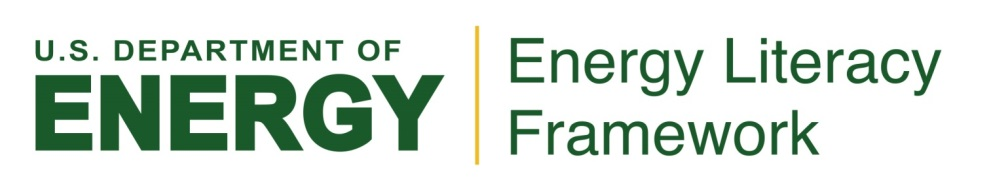 U.S. DEPARTMENT OF
ENERGY
Energy Literacy
Framework